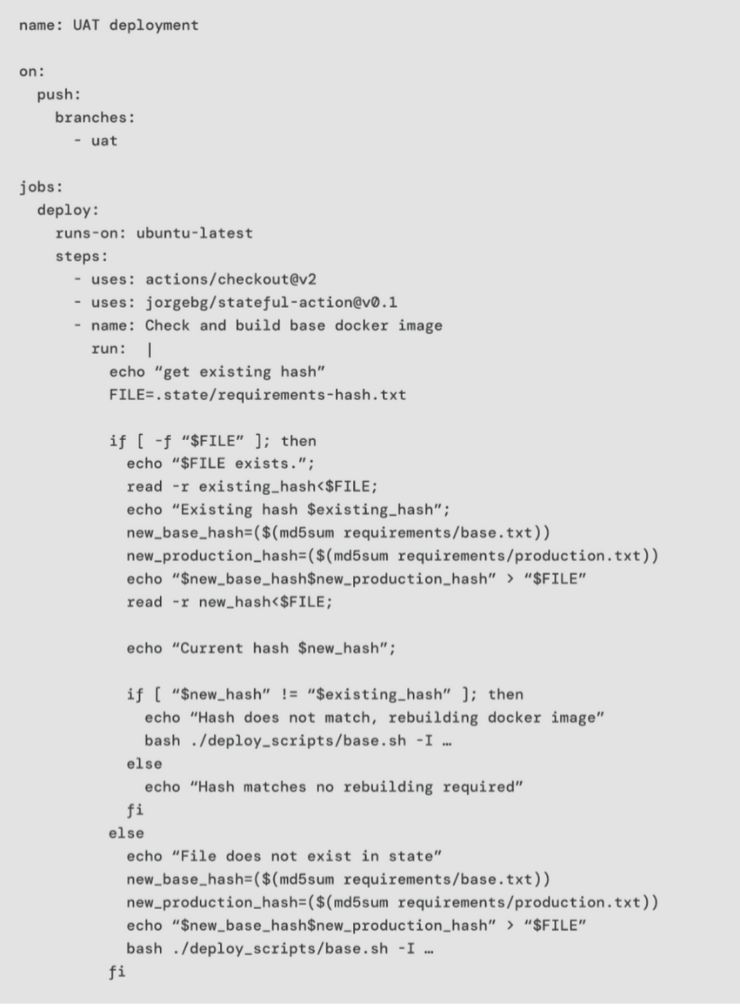 name: UAT deployment
on:
push:
branches:
- uat
jobs:
deploy:
runs-on: ubuntu-latest
steps:
- uses: actions/checkout@v2
- uses: jorgebg/stateful-action@v0.1
- name: Check and build base docker image
run:  |
echo “get existing hash”
FILE=.state/requirements-hash.txt
if [ -f “$FILE” ]; then
echo “$FILE exists.”;
read -r existing_hash<$FILE;
echo “Existing hash $existing_hash”;
new_base_hash=($(md5sum requirements/base.txt))
new_production_hash=($(md5sum requirements/production.txt))
echo “$new_base_hash$new_production_hash” > “$FILE”
read -r new_hash<$FILE;
echo “Current hash $new_hash”;
if [ “$new_hash” != “$existing_hash” ]; then
echo “Hash does not match, rebuilding docker image”
bash ./deploy_scripts/base.sh -I …
else
echo “Hash matches no rebuilding required”
fi
else
echo “File does not exist in state”
new_base_hash=($(md5sum requirements/base.txt))
new_production_hash=($(md5sum requirements/production.txt))
echo “$new_base_hash$new_production_hash” > “$FILE”
bash ./deploy_scripts/base.sh -I …
fi